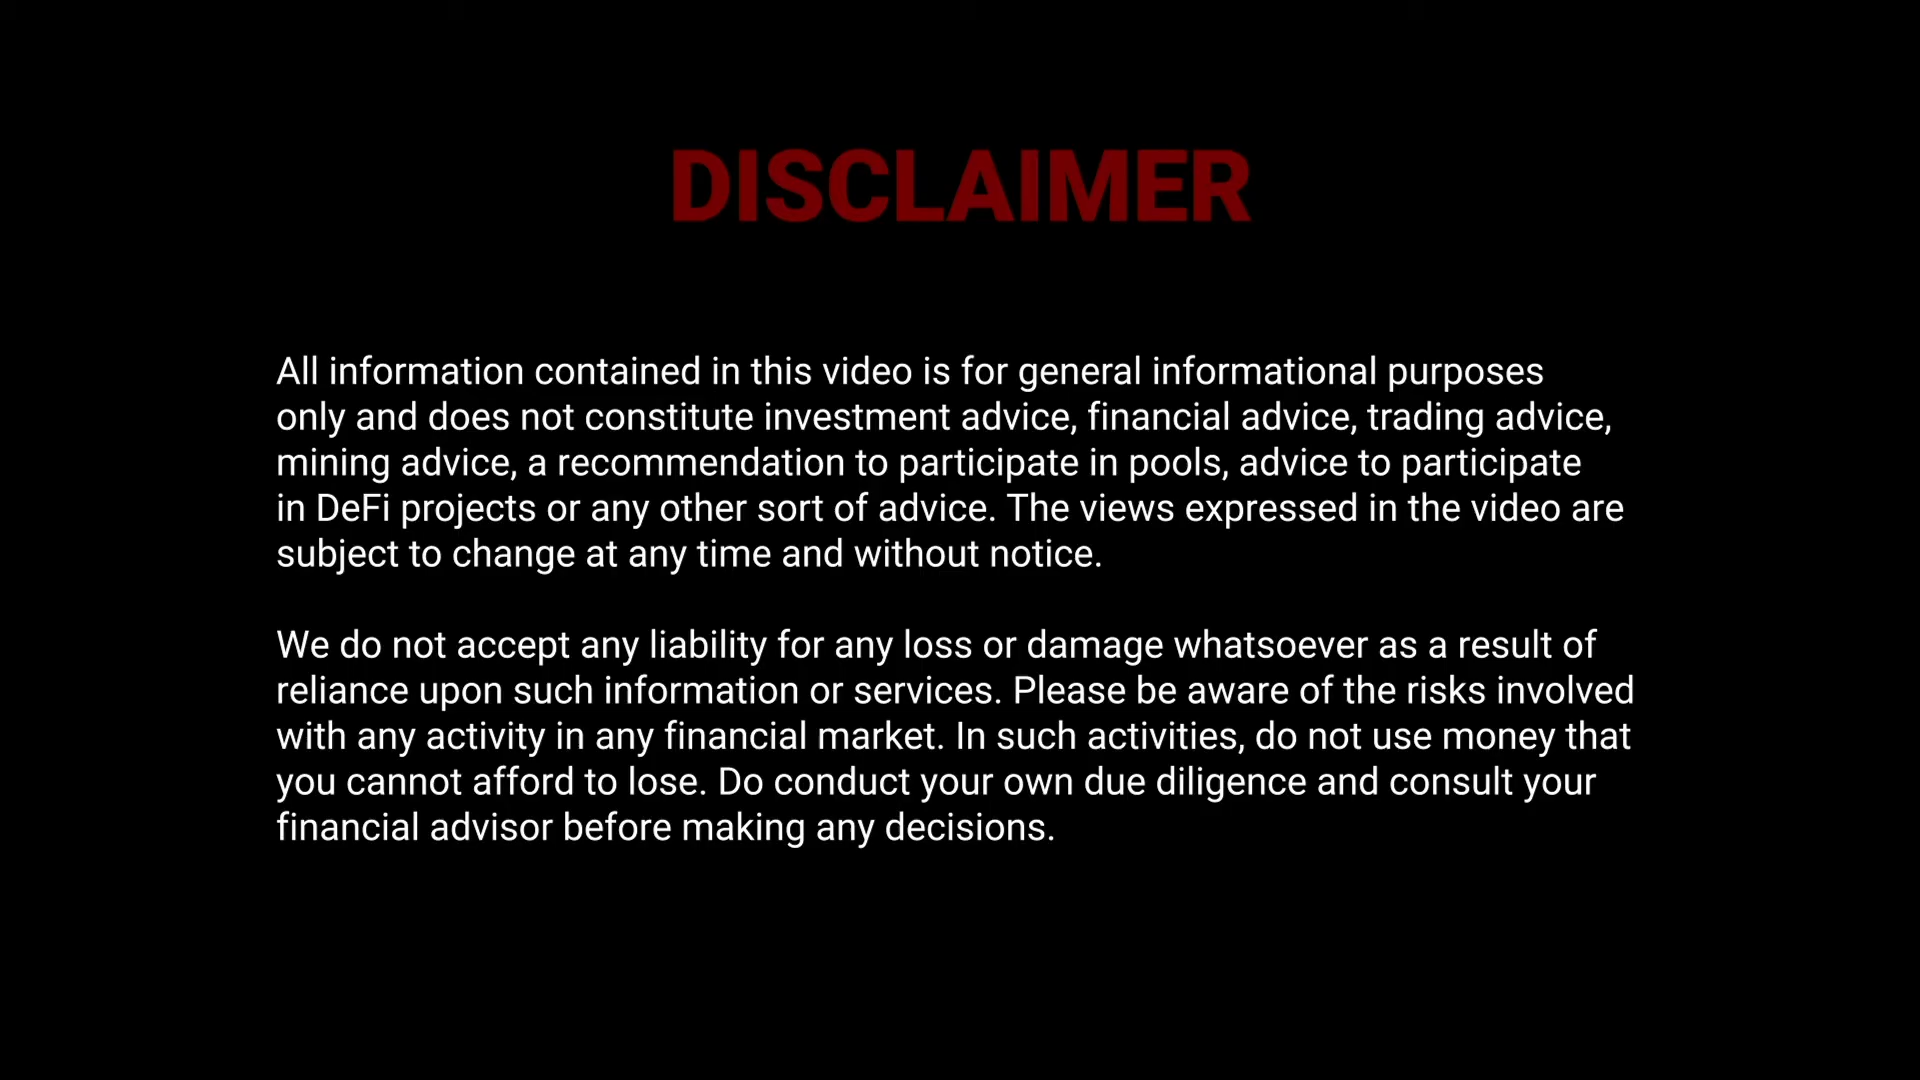 DISCLAIMER
All information contained in this video is for general informational purposes
only and does not constitute investment advice, financial advice, trading advice,
mining advice, a recommendation to participate in pools, advice to participate
in DeFi projects or any other sort of advice. The views expressed in the video are
subject to change at any time and without notice.
We do not accept any liability for any loss or damage whatsoever as a result of
reliance upon such information or services. Please be aware of the risks involved
with any activity in any financial market. In such activities, do not use money that
you cannot afford to lose. Do conduct your own due diligence and consult your
financial advisor before making any decisions.